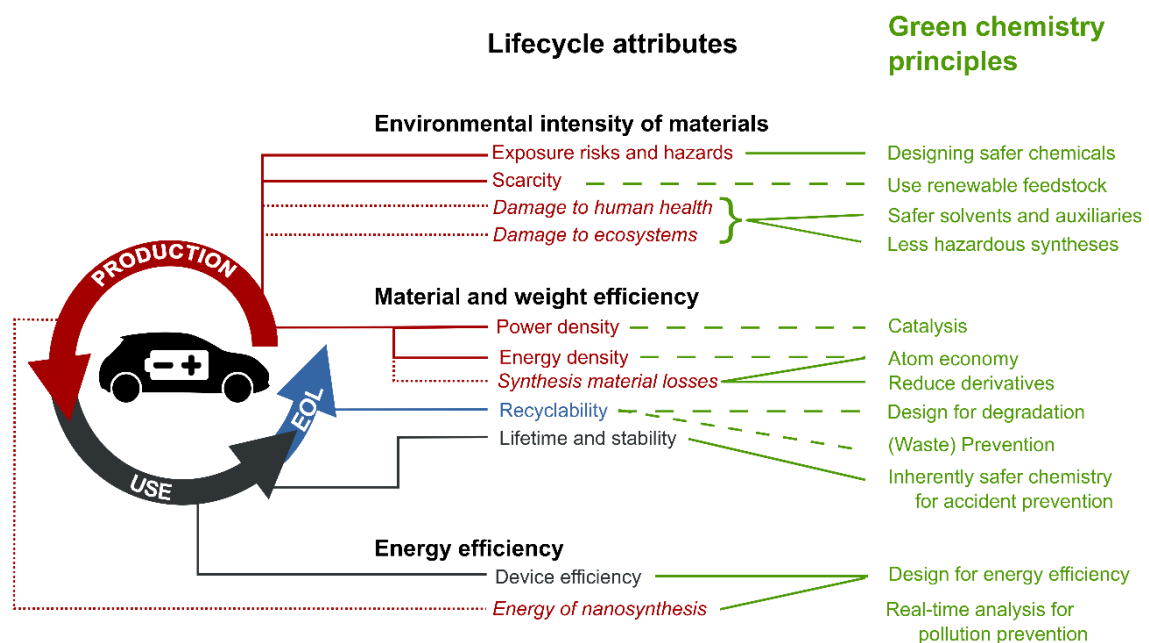 Lifecycle attributes
Green chemistry
principles
Environmental intensity of materials
Exposure risks and hazards
Designing safer chemicals
Scarcity
Use renewable feedstock
Damage to human health
Safer solvents and auxiliaries
Damage to ecosystems
Less hazardous syntheses
PRODUCTION
Material and weight efficiency
Power density
Catalysis
Energy density
Atom economy
Synthesis material losses
Reduce derivatives
Recyclability
Design for degradation
EOL
Lifetime and stability
(Waste) Prevention
Inherently safer chemistry
for accident prevention
USE
Energy efficiency
Device efficiency
Design for energy efficiency
Energy of nanosynthesis
Real-time analysis for
pollution prevention